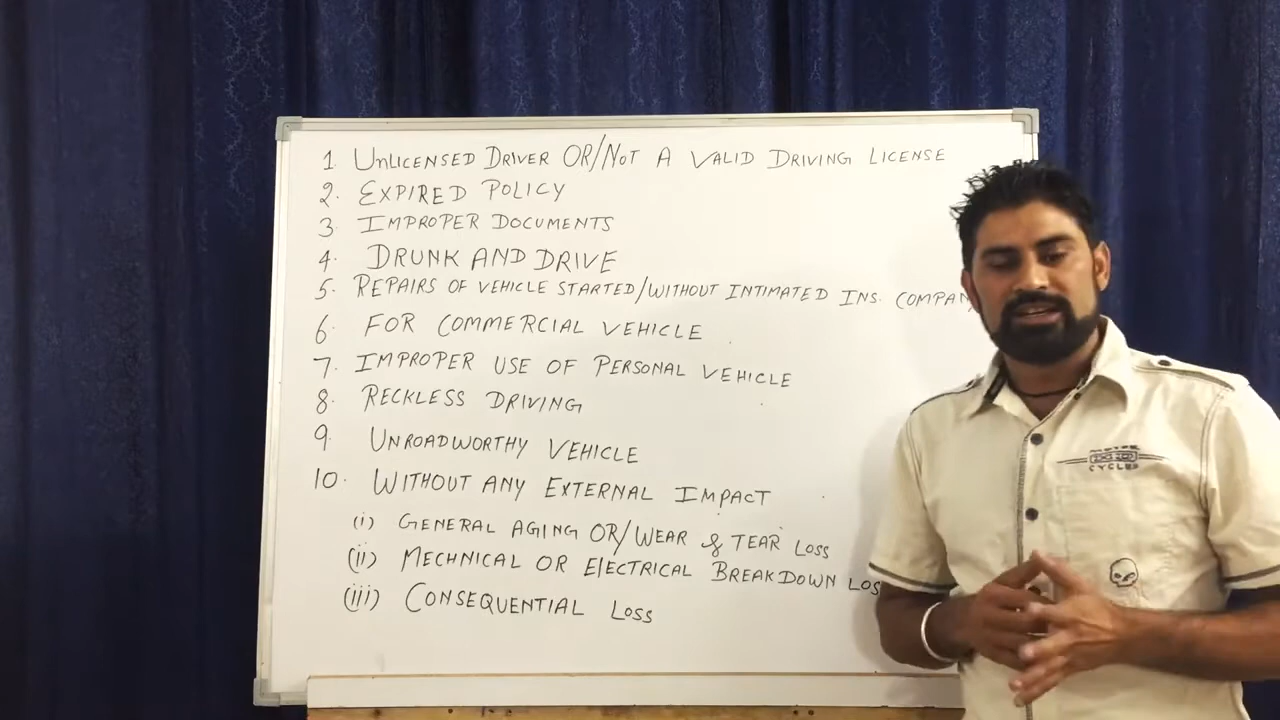 1. UNLICENSED DRIVER OR/NOT A VALID DRIVING LICENSE
2. EXPIRED POLICY
3. IMPROPER DOCUMENTS
4. DRUNK AND DRIVE
5. REPAIRS OF VEHICLE STARTED/WITHOUT INTIMATED INS. COMPAN
6. FOR COMMERCIAL VEHICLE
7. IMPROPER USE OF PERSONAL VEHICLE
8. RECKLESS DRIVING
9. UNROADWORTHY VEHICLE
10. WITHOUT ANY EXTERNAL IMPACT
(i) GENERAL AGING OR/WEAR & TEAR LOSS
(ii) MECHNICAL OR ELECTRICAL BREAKDOWN LOS
(iii) CONSEQUENTIAL LOSS
CYCLES